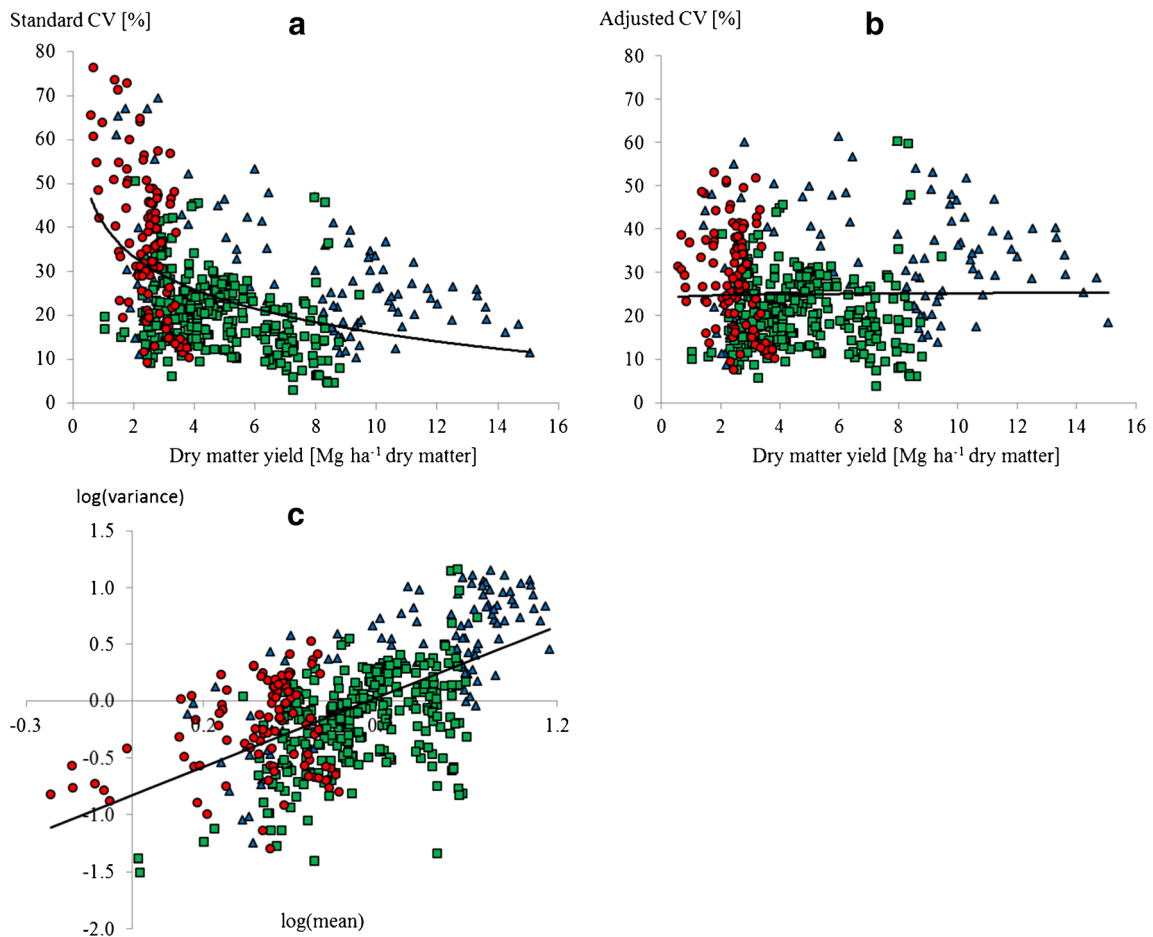 Standard CV [%]
a
80
70
60
50
40
30
20
10
0
0 2 4 6 8 10 12 14 16
Dry matter yield [Mg ha-1 dry matter]
Adjusted CV [%]
b
80
70
60
50
40
30
20
10
0
0 2 4 6 8 10 12 14 16
Dry matter yield [Mg ha-1 dry matter]
log(variance)
c
1.5
1.0
0.5
0.0
-0.5
-1.0
-1.5
-2.0
-0.3 0.2 1.2
log(mean)